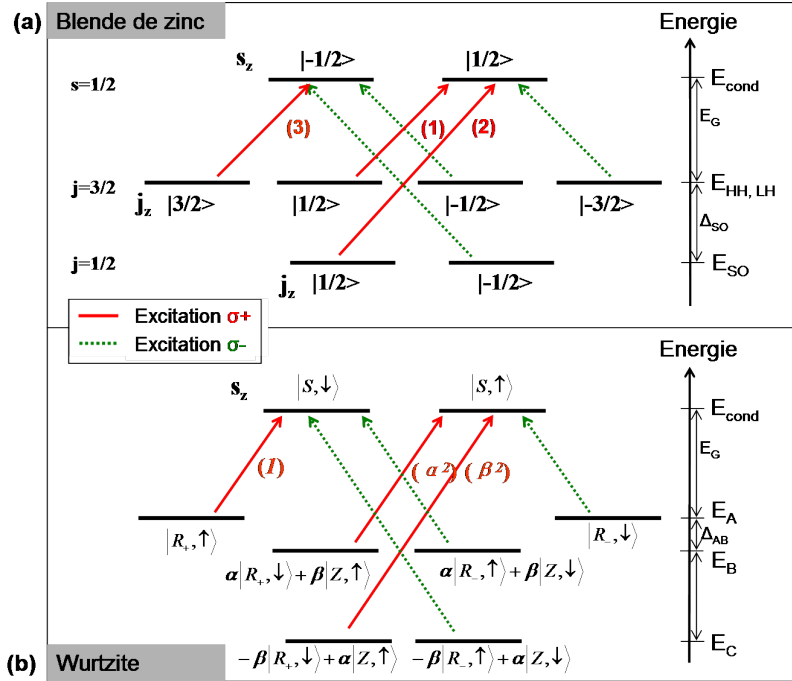 (a) Blende de zinc
Energie
s_z |-1/2> |1/2>
s=1/2
E_cond
(3) (1) (2)
E_G
j=3/2
j_z |3/2> |1/2> |-1/2> |-3/2>
E_HH, LH
Δ_SO
j=1/2
j_z |1/2> |-1/2>
E_SO
Excitation σ+
Excitation σ-
Energie
s_z |S,↓⟩ |S,↑⟩
E_cond
(1) (α²) (β²)
E_G
|R₊,↑⟩ |R₋,↓⟩
E_A
Δ_AB
α|R₊,↓⟩+β|Z,↑⟩ α|R₋,↑⟩+β|Z,↓⟩
E_B
E_C
-β|R₊,↓⟩+α|Z,↑⟩ -β|R₋,↑⟩+α|Z,↓⟩
(b) Wurtzite